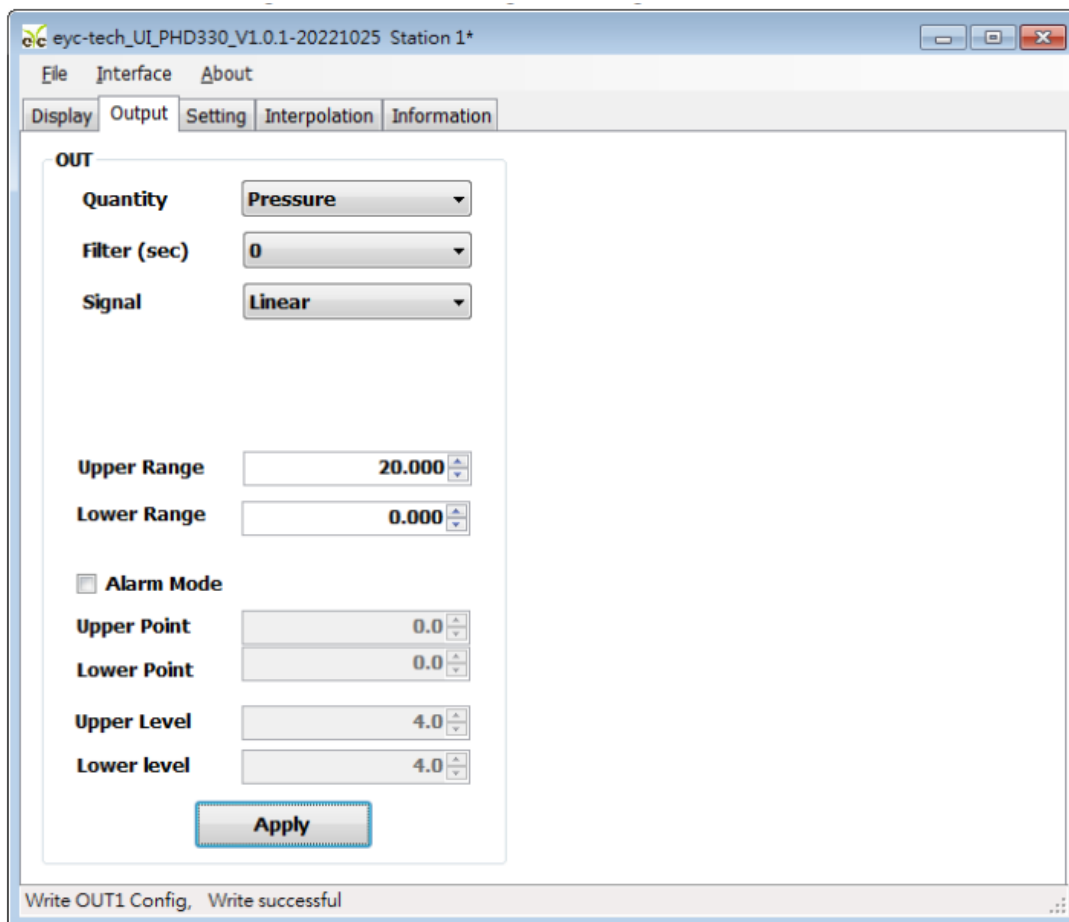 eyc-tech_UI_PHD330_V1.0.1-20221025 Station 1*
File Interface About
Display Output Setting Interpolation Information
OUT
Quantity Pressure
Filter (sec) 0
Signal Linear
Upper Range 20.000
Lower Range 0.000
Alarm Mode
Upper Point 0.0
Lower Point 0.0
Upper Level 4.0
Lower level 4.0
Apply
Write OUT1 Config, Write successful